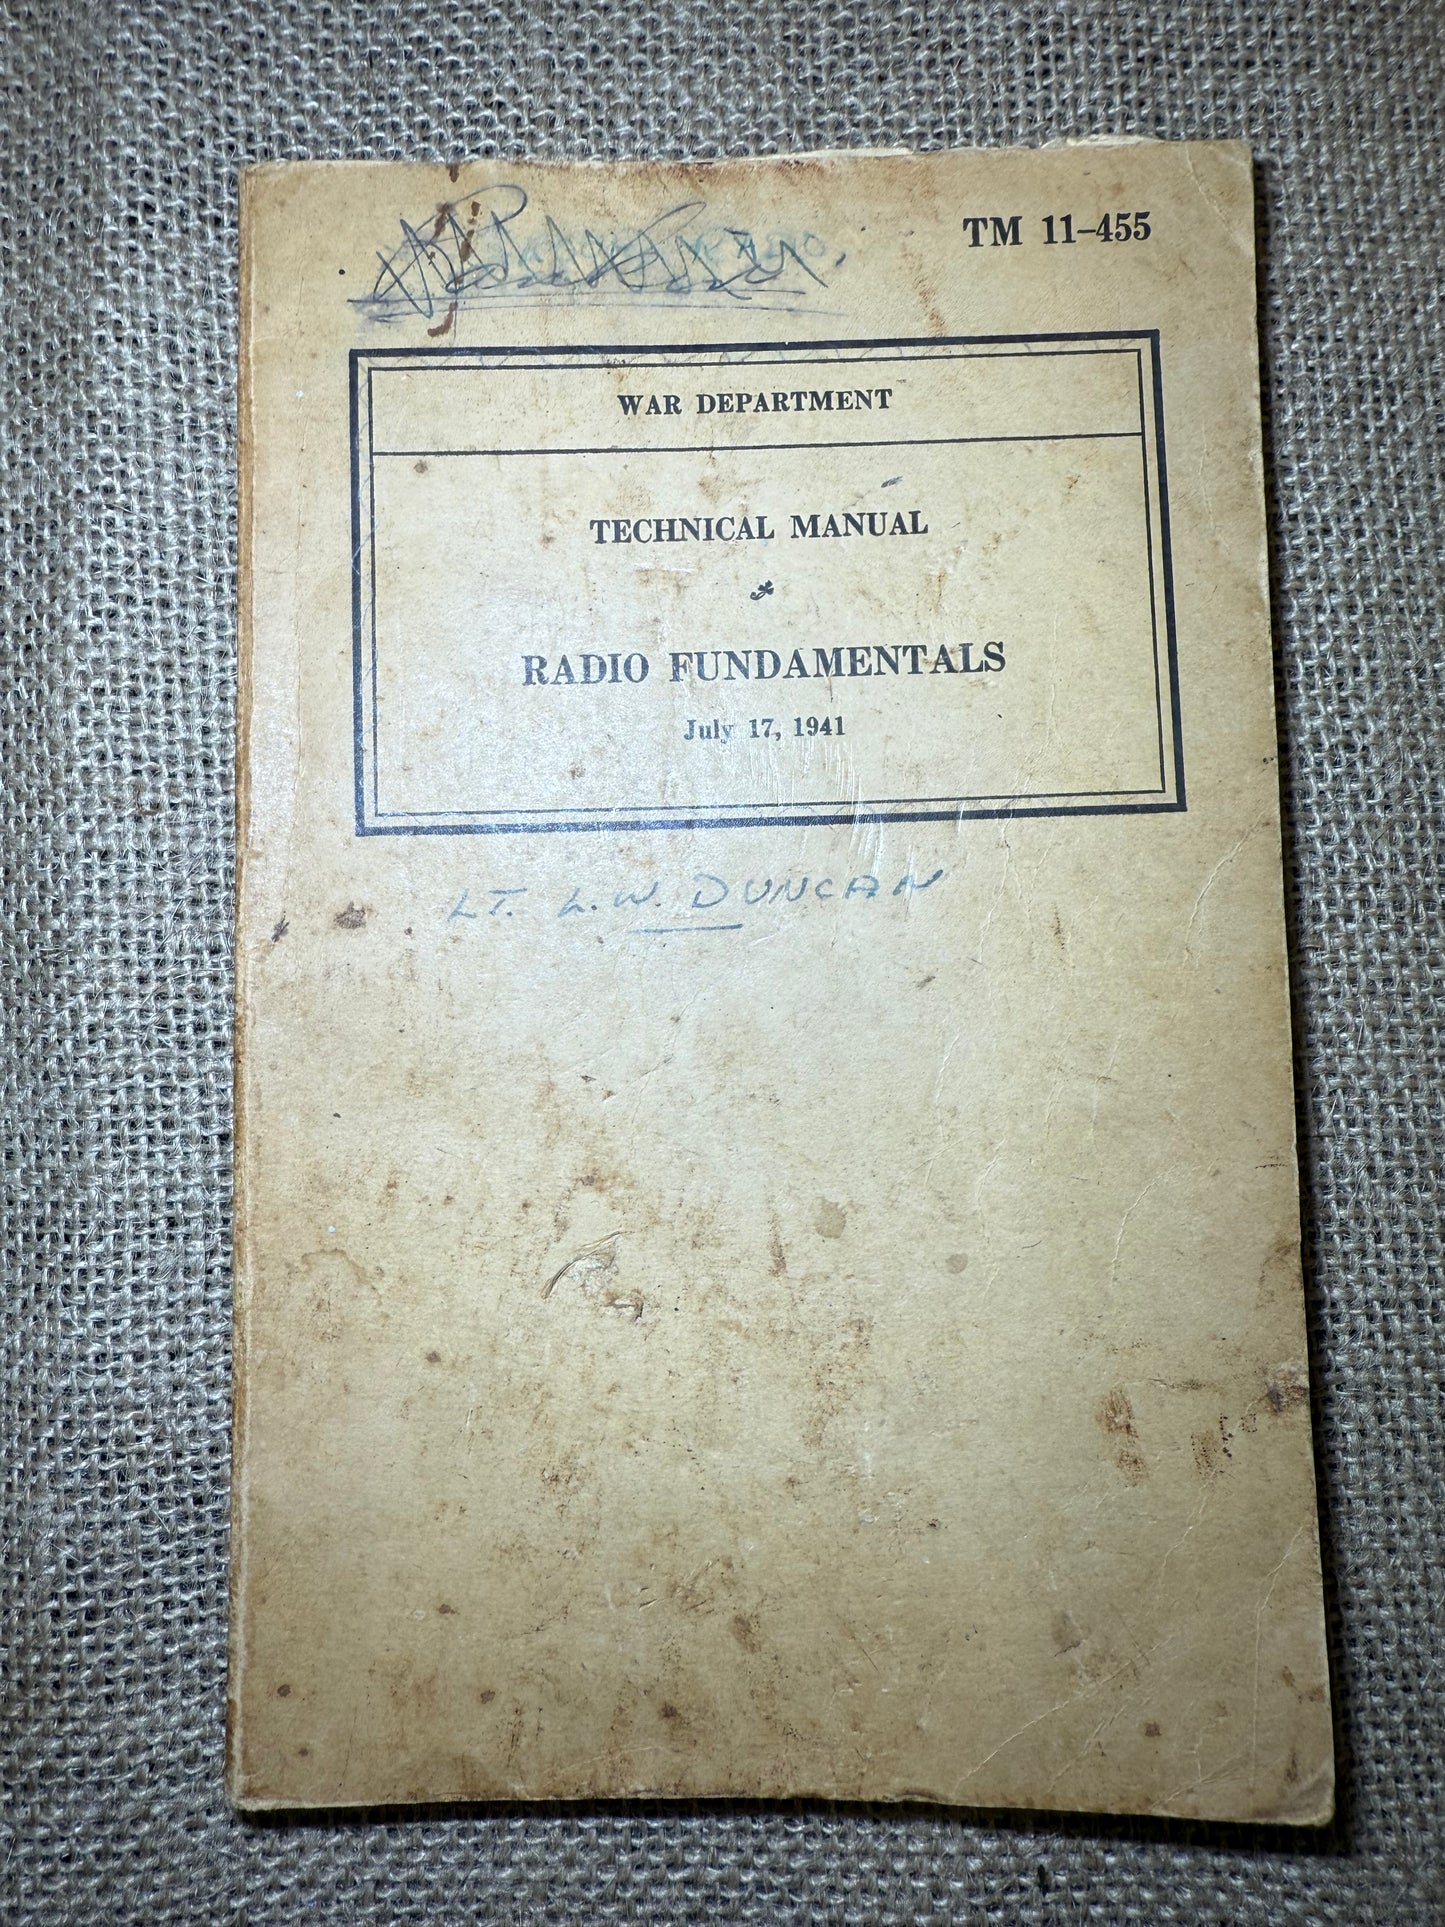 TM 11-455
WAR DEPARTMENT
TECHNICAL MANUAL
RADIO FUNDAMENTALS
July 17, 1941
LT. L.W. DUNCAN